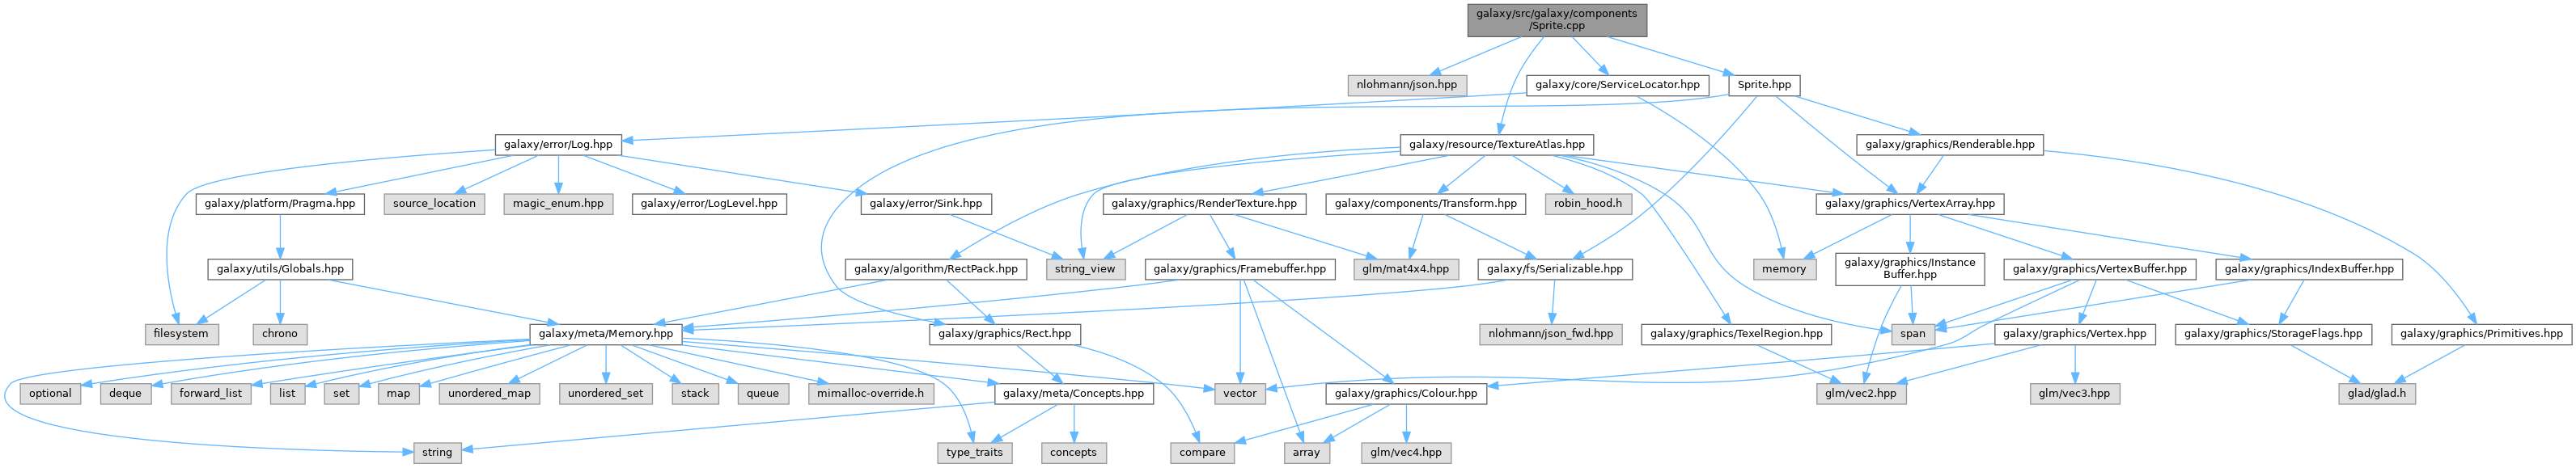 galaxy/src/galaxy/components
/Sprite.cpp
nlohmann/json.hpp
galaxy/core/ServiceLocator.hpp
Sprite.hpp
galaxy/error/Log.hpp
galaxy/resource/TextureAtlas.hpp
galaxy/graphics/Renderable.hpp
galaxy/platform/Pragma.hpp
source_location
magic_enum.hpp
galaxy/error/LogLevel.hpp
galaxy/error/Sink.hpp
galaxy/graphics/RenderTexture.hpp
galaxy/components/Transform.hpp
robin_hood.h
galaxy/graphics/VertexArray.hpp
galaxy/utils/Globals.hpp
galaxy/algorithm/RectPack.hpp
string_view
galaxy/graphics/Framebuffer.hpp
glm/mat4x4.hpp
galaxy/fs/Serializable.hpp
memory
galaxy/graphics/Instance
Buffer.hpp
galaxy/graphics/VertexBuffer.hpp
galaxy/graphics/IndexBuffer.hpp
filesystem
chrono
galaxy/meta/Memory.hpp
galaxy/graphics/Rect.hpp
nlohmann/json_fwd.hpp
galaxy/graphics/TexelRegion.hpp
span
galaxy/graphics/Vertex.hpp
galaxy/graphics/StorageFlags.hpp
galaxy/graphics/Primitives.hpp
optional
deque
forward_list
list
set
map
unordered_map
unordered_set
stack
queue
mimalloc-override.h
galaxy/meta/Concepts.hpp
vector
galaxy/graphics/Colour.hpp
glm/vec2.hpp
glm/vec3.hpp
glad/glad.h
string
type_traits
concepts
compare
array
glm/vec4.hpp